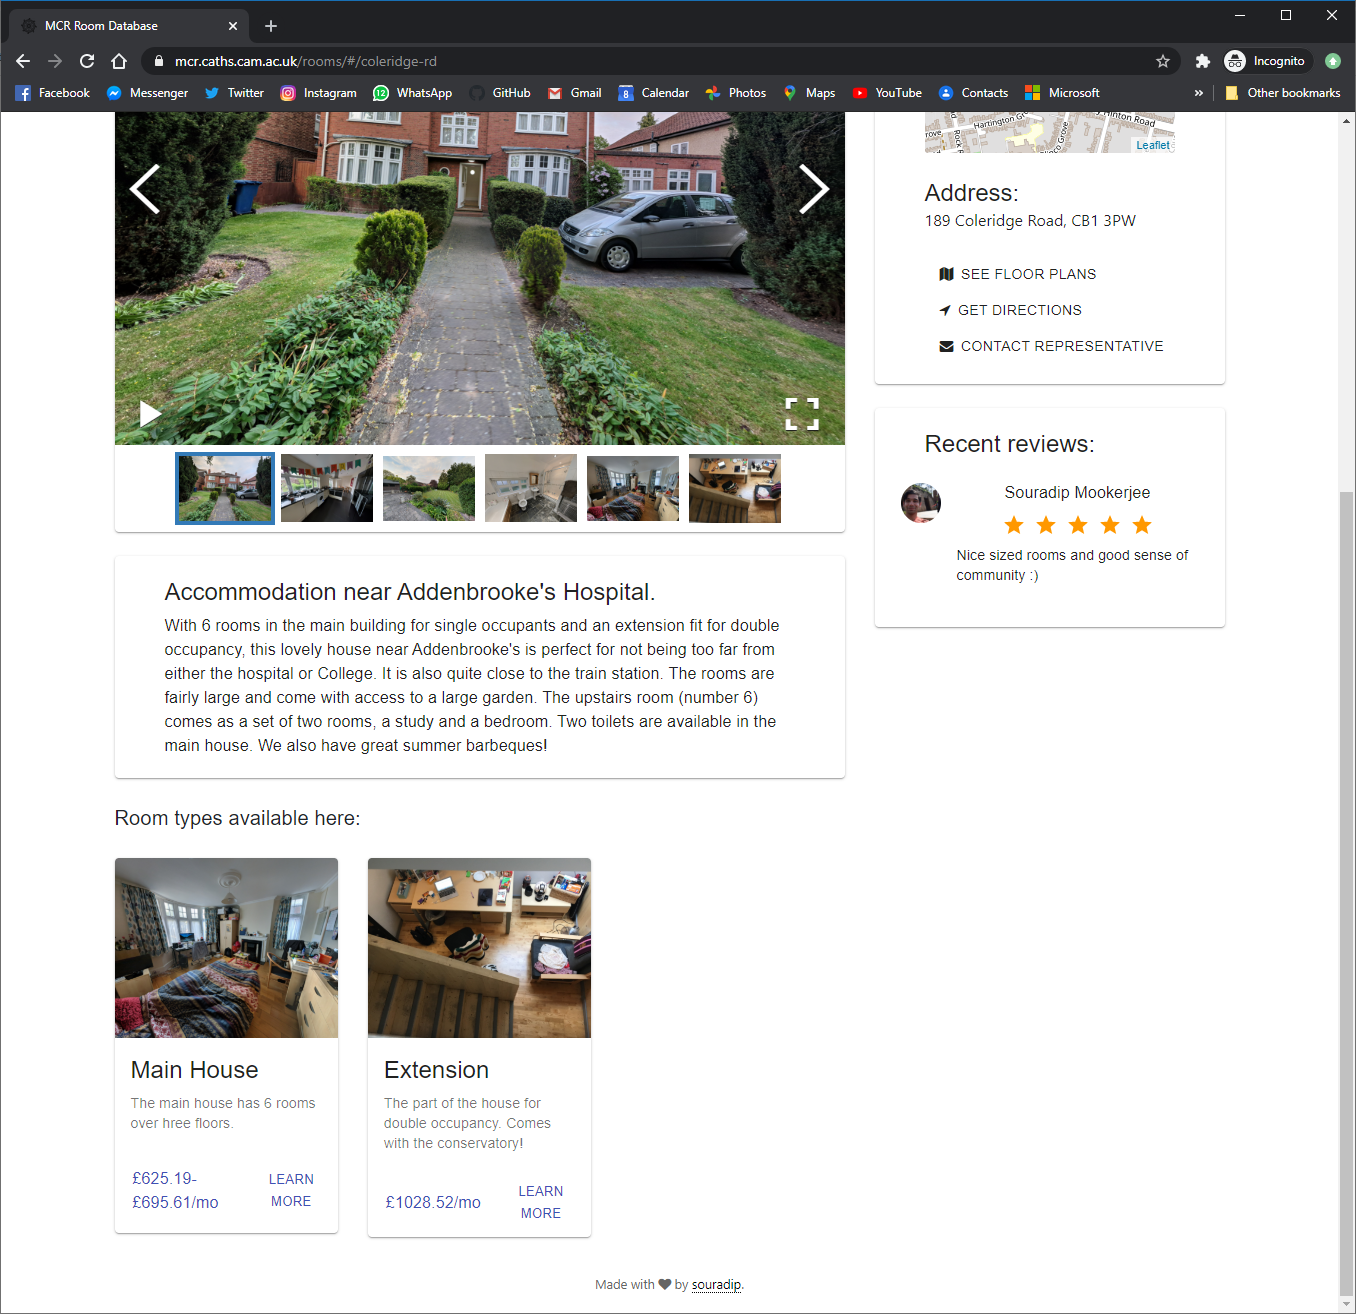 MCR Room Database
mcr.caths.cam.ac.uk/rooms/#/coleridge-rd
Incognito
Facebook
Messenger
Twitter
Instagram
WhatsApp
GitHub
Gmail
Calendar
Photos
Maps
YouTube
Contacts
Microsoft
»
Other bookmarks
Hartington Gr
Hinton Road
rove
Rock R
Grove
Leaflet
Address:
189 Coleridge Road, CB1 3PW
SEE FLOOR PLANS
GET DIRECTIONS
CONTACT REPRESENTATIVE
Recent reviews:
Souradip Mookerjee
Nice sized rooms and good sense of
community :)
Accommodation near Addenbrooke's Hospital.
With 6 rooms in the main building for single occupants and an extension fit for double
occupancy, this lovely house near Addenbrooke's is perfect for not being too far from
either the hospital or College. It is also quite close to the train station. The rooms are
fairly large and come with access to a large garden. The upstairs room (number 6)
comes as a set of two rooms, a study and a bedroom. Two toilets are available in the
main house. We also have great summer barbeques!
Room types available here:
Main House
The main house has 6 rooms
over hree floors.
£625.19-
£695.61/mo
LEARN
MORE
Extension
The part of the house for
double occupancy. Comes
with the conservatory!
£1028.52/mo
LEARN
MORE
Made with ♥ by souradip.